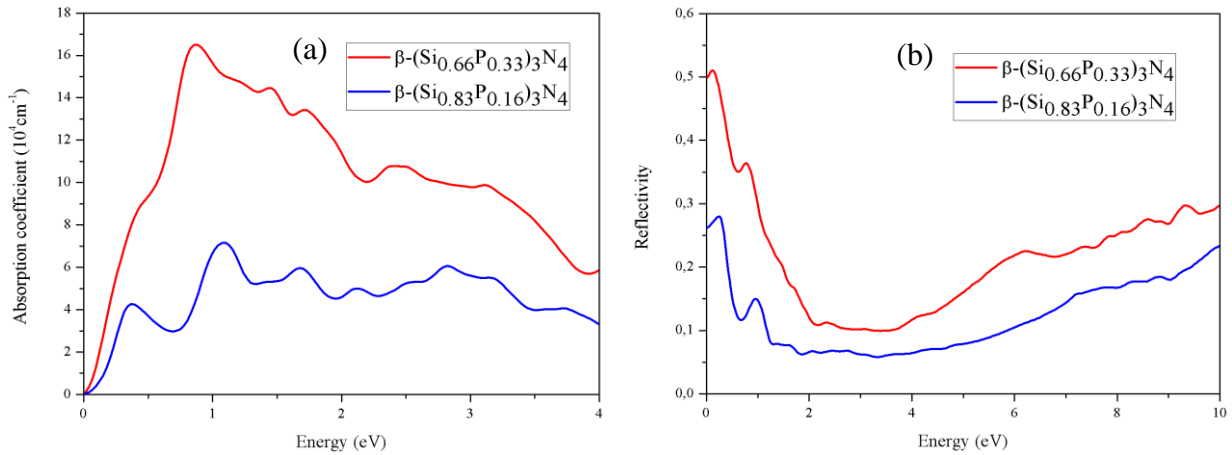 18
16
14
12
10
8
6
4
2
0
Absorption coefficient (10⁴cm⁻¹)
(a)
β-(Si₀.₆₆P₀.₃₃)₃N₄
β-(Si₀.₈₃P₀.₁₆)₃N₄
0 1 2 3 4
Energy (eV)
0,6
0,5
0,4
0,3
0,2
0,1
0,0
Reflectivity
(b)
β-(Si₀.₆₆P₀.₃₃)₃N₄
β-(Si₀.₈₃P₀.₁₆)₃N₄
0 2 4 6 8 10
Energy (eV)